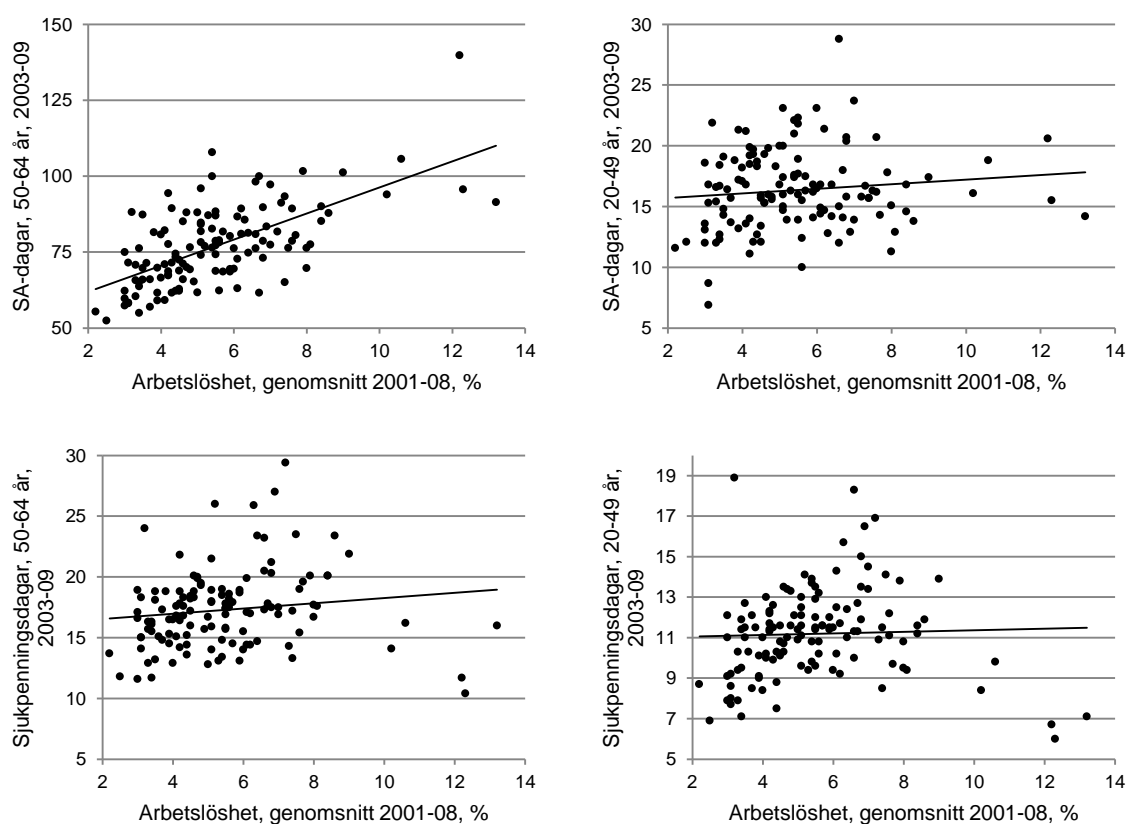 SA-dagar, 50-64 år, 2003-09
150
125
100
75
50
2 4 6 8 10 12 14
Arbetslöshet, genomsnitt 2001-08, %
SA-dagar, 20-49 år, 2003-09
30
25
20
15
10
5
2 4 6 8 10 12 14
Arbetslöshet, genomsnitt 2001-08, %
Sjukpenningsdagar, 50-64 år,
2003-09
30
25
20
15
10
5
2 4 6 8 10 12 14
Arbetslöshet, genomsnitt 2001-08, %
Sjukpenningsdagar, 20-49 år,
2003-09
19
17
15
13
11
9
7
5
2 4 6 8 10 12 14
Arbetslöshet, genomsnitt 2001-08, %